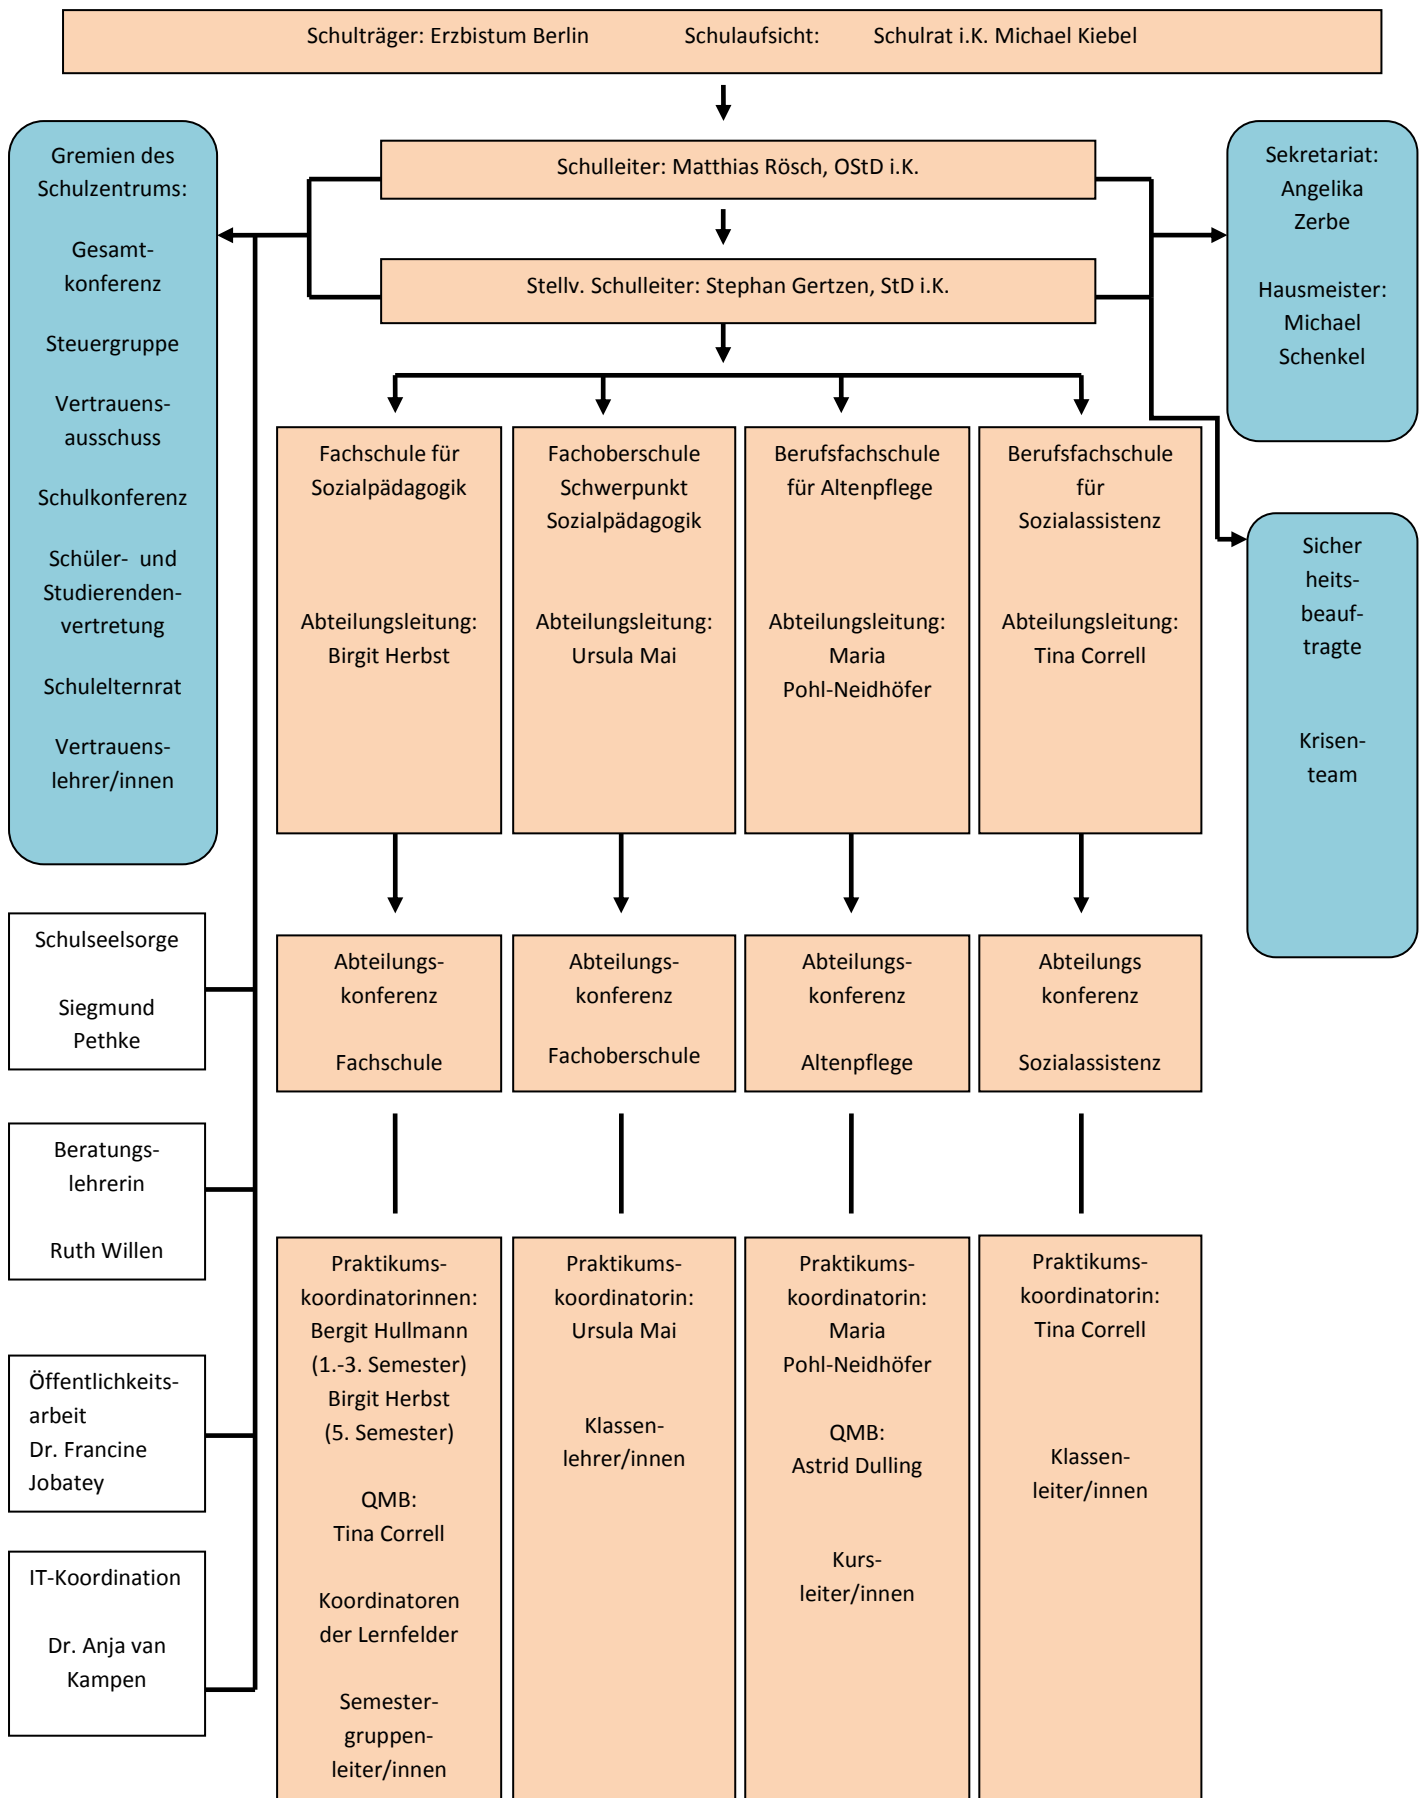 Schulträger: Erzbistum Berlin Schulaufsicht: Schulrat i.K. Michael Kiebel
Schulleiter: Matthias Rösch, OStD i.K.
Stellv. Schulleiter: Stephan Gertzen, StD i.K.
Gremien des
Schulzentrums:
Gesamt-
konferenz
Steuergruppe
Vertrauens-
ausschuss
Schulkonferenz
Schüler- und
Studierenden-
vertretung
Schulelternrat
Vertrauens-
lehrer/innen
Sekretariat:
Angelika
Zerbe
Hausmeister:
Michael
Schenkel
Sicher
heits-
beauf-
tragte
Krisen-
team
Fachschule für
Sozialpädagogik
Abteilungsleitung:
Birgit Herbst
Fachoberschule
Schwerpunkt
Sozialpädagogik
Abteilungsleitung:
Ursula Mai
Berufsfachschule
für Altenpflege
Abteilungsleitung:
Maria
Pohl-Neidhöfer
Berufsfachschule
für
Sozialassistenz
Abteilungsleitung:
Tina Correll
Schulseelsorge
Siegmund
Pethke
Beratungs-
lehrerin
Ruth Willen
Öffentlichkeits-
arbeit
Dr. Francine
Jobatey
IT-Koordination
Dr. Anja van
Kampen
Abteilungs-
konferenz
Fachschule
Abteilungs-
konferenz
Fachoberschule
Abteilungs-
konferenz
Altenpflege
Abteilungs
konferenz
Sozialassistenz
Praktikums-
koordinatorinnen:
Bergit Hullmann
(1.-3. Semester)
Birgit Herbst
(5. Semester)
QMB:
Tina Correll
Koordinatoren
der Lernfelder
Semester-
gruppen-
leiter/innen
Praktikums-
koordinatorin:
Ursula Mai
Klassen-
lehrer/innen
Praktikums-
koordinatorin:
Maria
Pohl-Neidhöfer
QMB:
Astrid Dulling
Kurs-
leiter/innen
Praktikums-
koordinatorin:
Tina Correll
Klassen-
leiter/innen